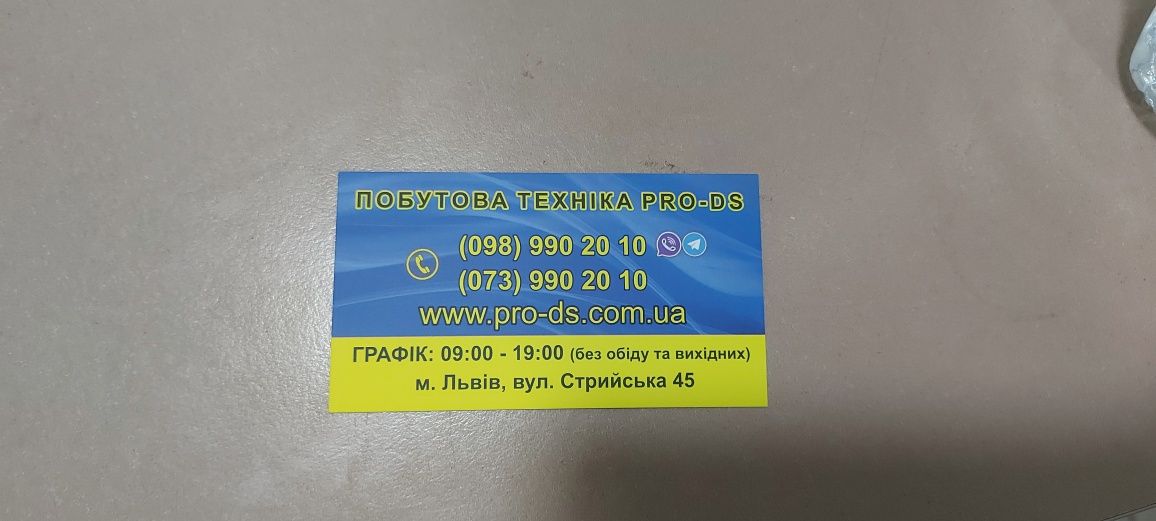 ПОБУТОВА ТЕХНІКА PRO-DS
(098) 990 20 10
(073) 990 20 10
www.pro-ds.com.ua
ГРАФІК: 09:00 - 19:00 (без обіду та вихідних)
м. Львів, вул. Стрийська 45